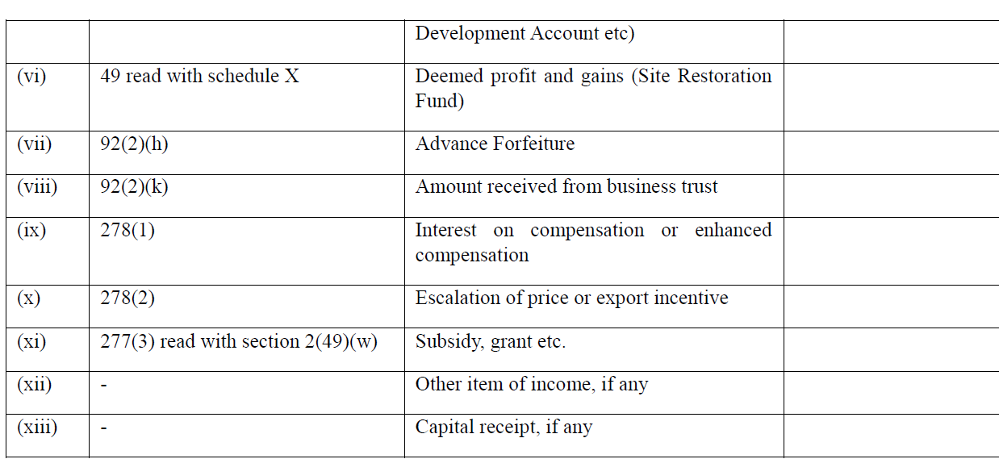 Development Account etc)
(vi) 49 read with schedule X Deemed profit and gains (Site Restoration
Fund)
(vii) 92(2)(h) Advance Forfeiture
(viii) 92(2)(k) Amount received from business trust
(ix) 278(1) Interest on compensation or enhanced
compensation
(x) 278(2) Escalation of price or export incentive
(xi) 277(3) read with section 2(49)(w) Subsidy, grant etc.
(xii) - Other item of income, if any
(xiii) - Capital receipt, if any